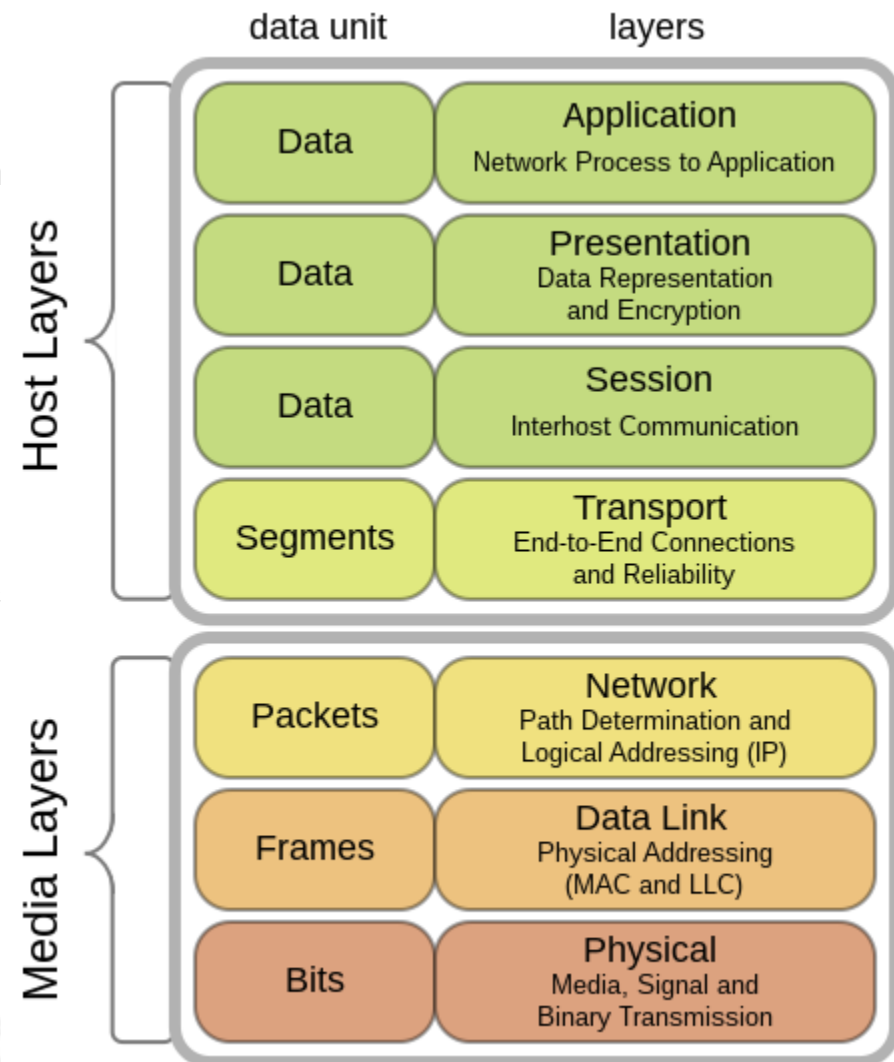 data unit
layers
Host Layers
Data
Application
Network Process to Application
Data
Presentation
Data Representation
and Encryption
Data
Session
Interhost Communication
Segments
Transport
End-to-End Connections
and Reliability
Media Layers
Packets
Network
Path Determination and
Logical Addressing (IP)
Frames
Data Link
Physical Addressing
(MAC and LLC)
Bits
Physical
Media, Signal and
Binary Transmission